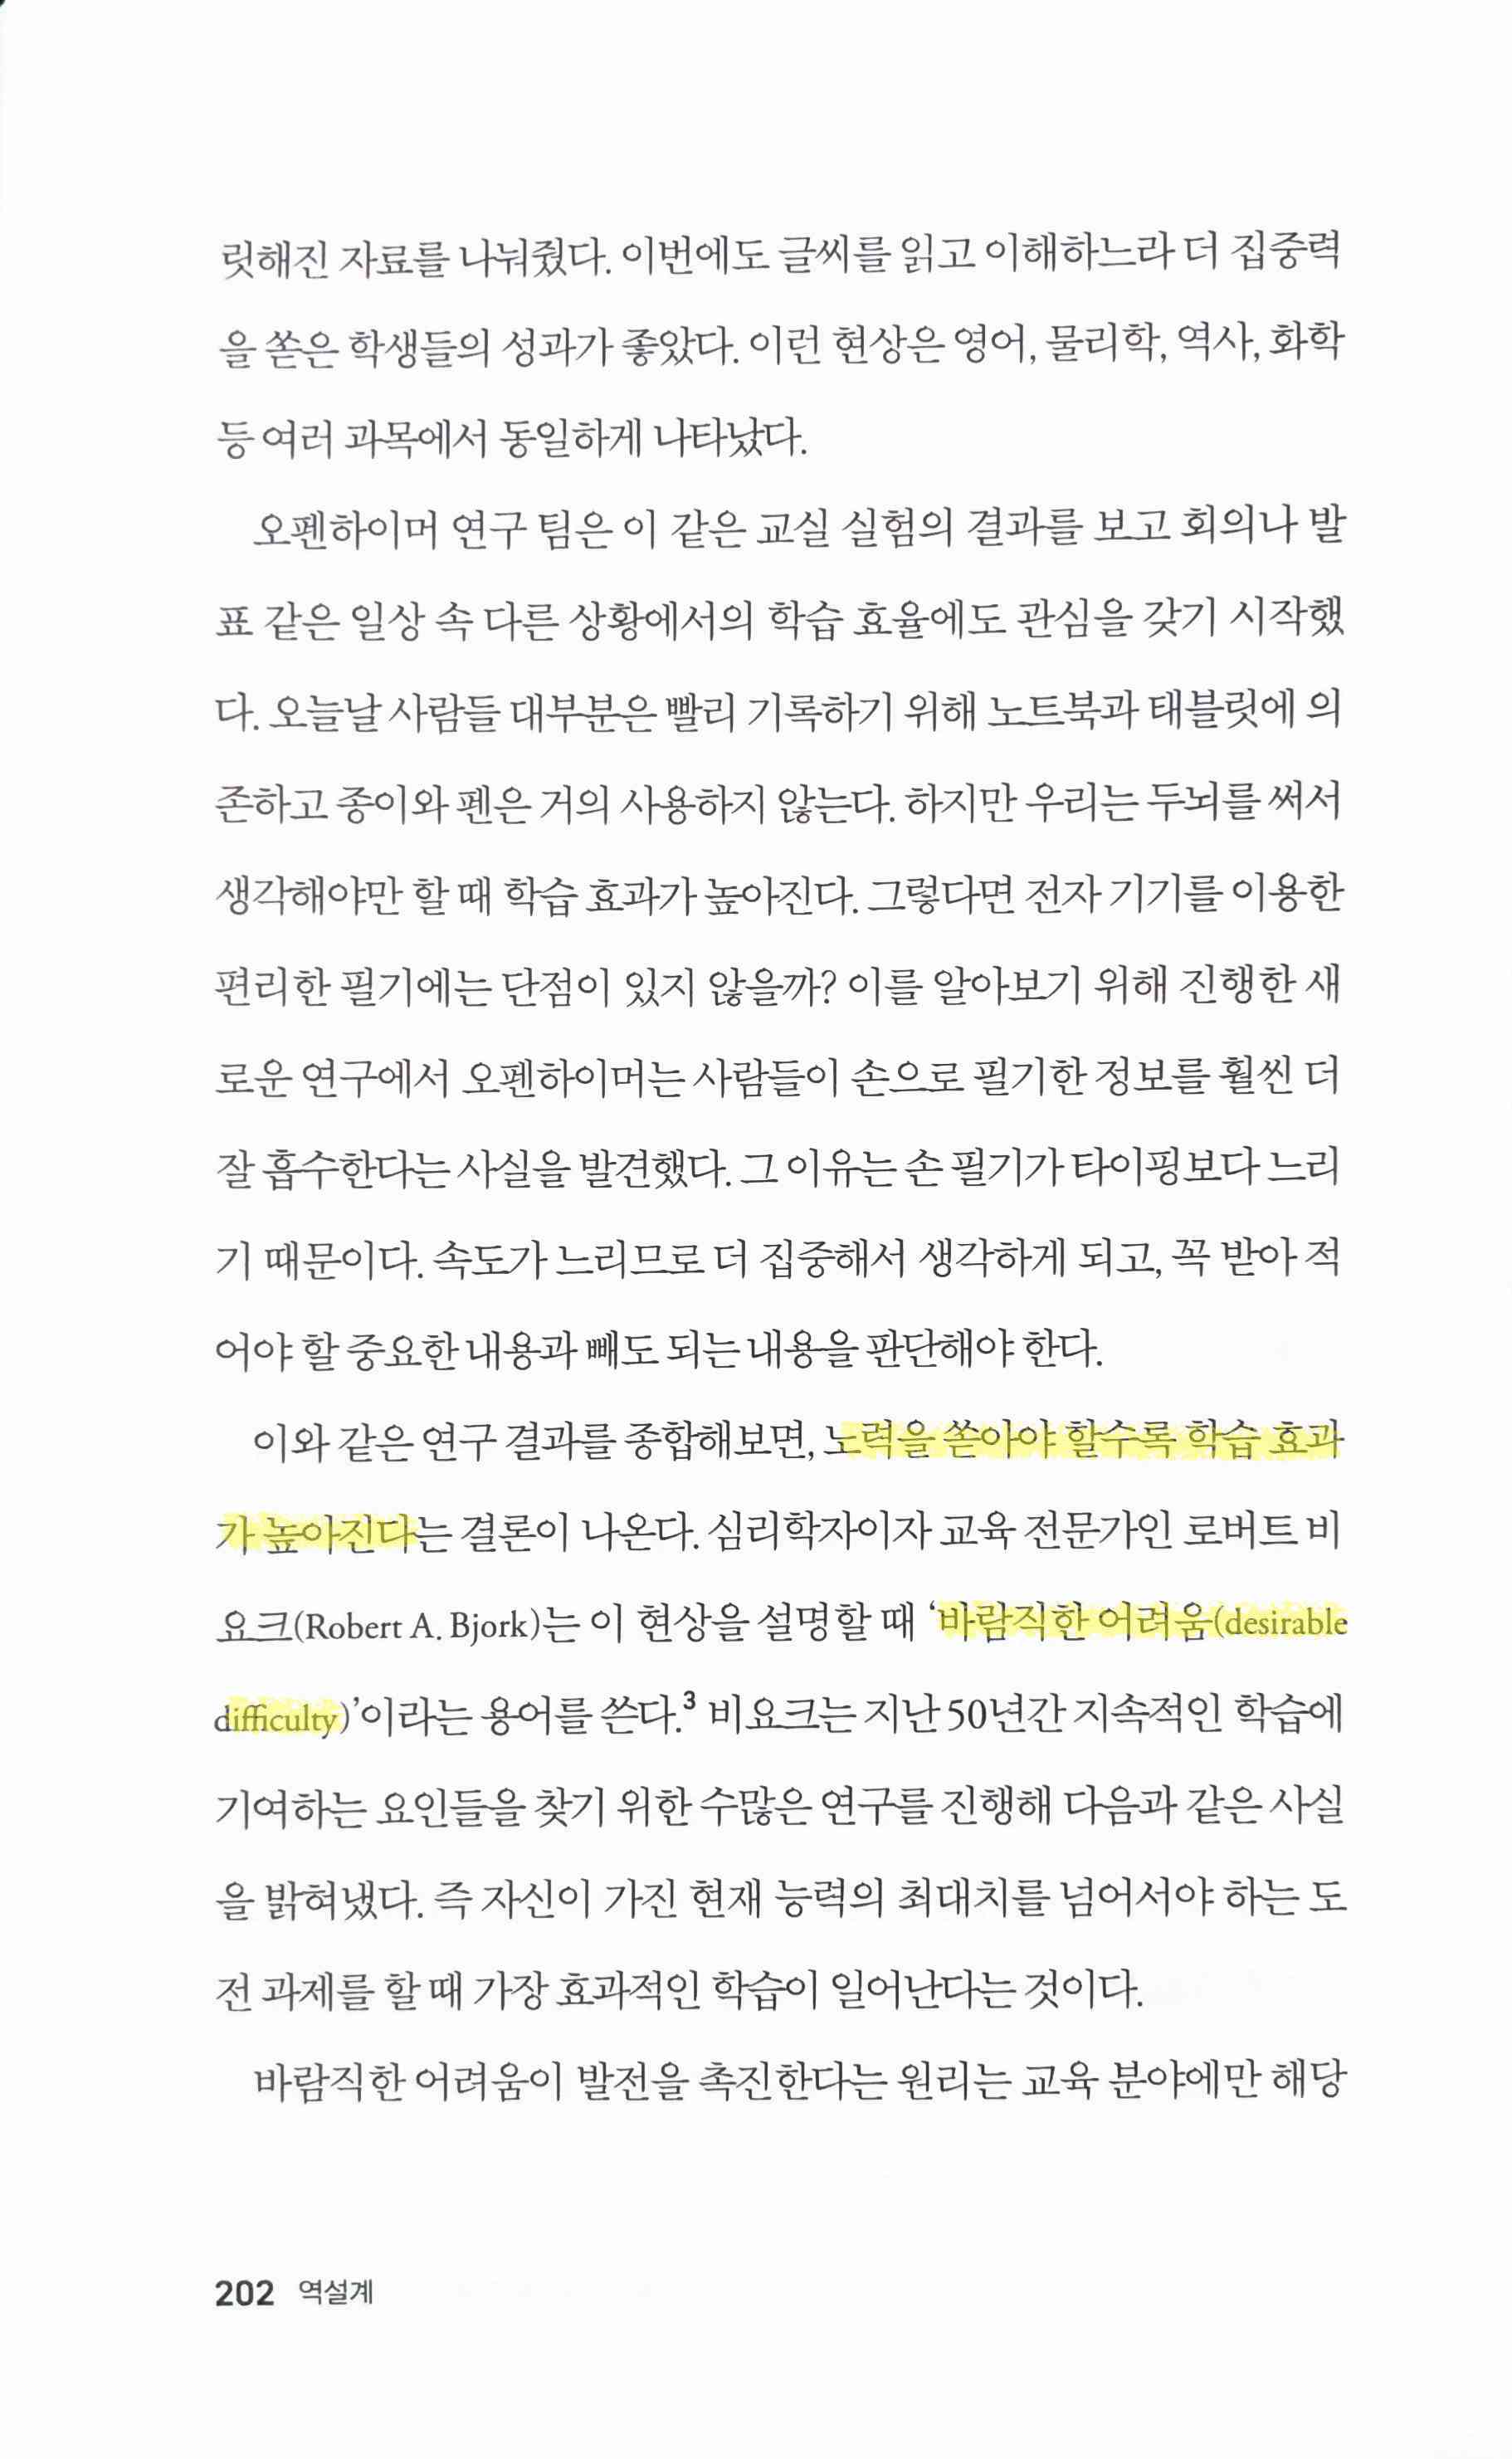 릿해진 자료를 나눠줬다. 이번에도 글씨를 읽고 이해하느라 더 집중력
을 쏟은 학생들의 성과가 좋았다. 이런 현상은 영어, 물리학, 역사, 화학
등 여러 과목에서 동일하게 나타났다.
오펜하이머 연구 팀은 이 같은 교실 실험의 결과를 보고 회의나 발
표 같은 일상 속 다른 상황에서의 학습 효율에도 관심을 갖기 시작했
다. 오늘날 사람들 대부분은 빨리 기록하기 위해 노트북과 태블릿에 의
존하고 종이와 펜은 거의 사용하지 않는다. 하지만 우리는 두뇌를 써서
생각해야만 할 때 학습 효과가 높아진다. 그렇다면 전자 기기를 이용한
편리한 필기에는 단점이 있지 않을까? 이를 알아보기 위해 진행한 새
로운 연구에서 오펜하이머는 사람들이 손으로 필기한 정보를 훨씬 더
잘 흡수한다는 사실을 발견했다. 그 이유는 손 필기가 타이핑보다 느리
기 때문이다. 속도가 느리므로 더 집중해서 생각하게 되고, 꼭 받아 적
어야 할 중요한 내용과 빼도 되는 내용을 판단해야 한다.
이와 같은 연구 결과를 종합해보면, 노력을 쏟아야 할수록 학습 효과
가 높아진다는 결론이 나온다. 심리학자이자 교육 전문가인 로버트 비
요크(Robert A. Bjork)는 이 현상을 설명할 때 ‘바람직한 어려움(desirable
difficulty)’이라는 용어를 쓴다.³ 비요크는 지난 50년간 지속적인 학습에
기여하는 요인들을 찾기 위한 수많은 연구를 진행해 다음과 같은 사실
을 밝혀냈다. 즉 자신이 가진 현재 능력의 최대치를 넘어서야 하는 도
전 과제를 할 때 가장 효과적인 학습이 일어난다는 것이다.
바람직한 어려움이 발전을 촉진한다는 원리는 교육 분야에만 해당
202 역설계